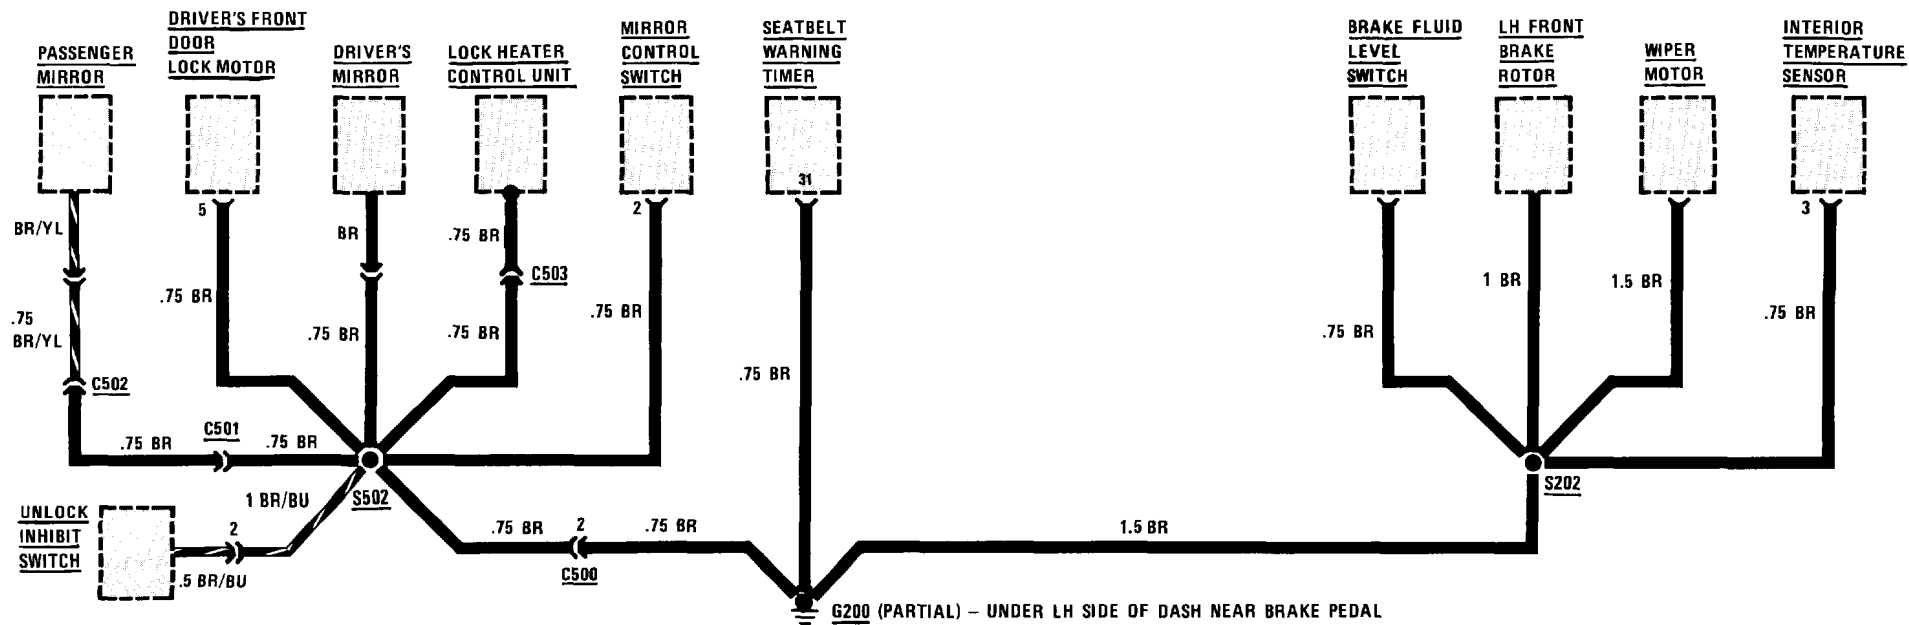 PASSENGER
MIRROR
DRIVER'S FRONT
DOOR
LOCK MOTOR
DRIVER'S
MIRROR
LOCK HEATER
CONTROL UNIT
MIRROR
CONTROL
SWITCH
SEATBELT
WARNING
TIMER
BRAKE FLUID
LEVEL
SWITCH
LH FRONT
BRAKE
ROTOR
WIPER
MOTOR
INTERIOR
TEMPERATURE
SENSOR
31
5
2
3
BR/YL
BR
.75 BR
C503
.75 BR
.75 BR
.75 BR
.75 BR
.75 BR
1 BR
1.5 BR
.75 BR
.75
BR/YL
.75 BR
.75 BR
C502
C501
.75 BR
.75 BR
S502
S202
1 BR/BU
UNLOCK
INHIBIT
SWITCH
2
.5 BR/BU
.75 BR
2
.75 BR
C500
1.5 BR
G200 (PARTIAL) – UNDER LH SIDE OF DASH NEAR BRAKE PEDAL